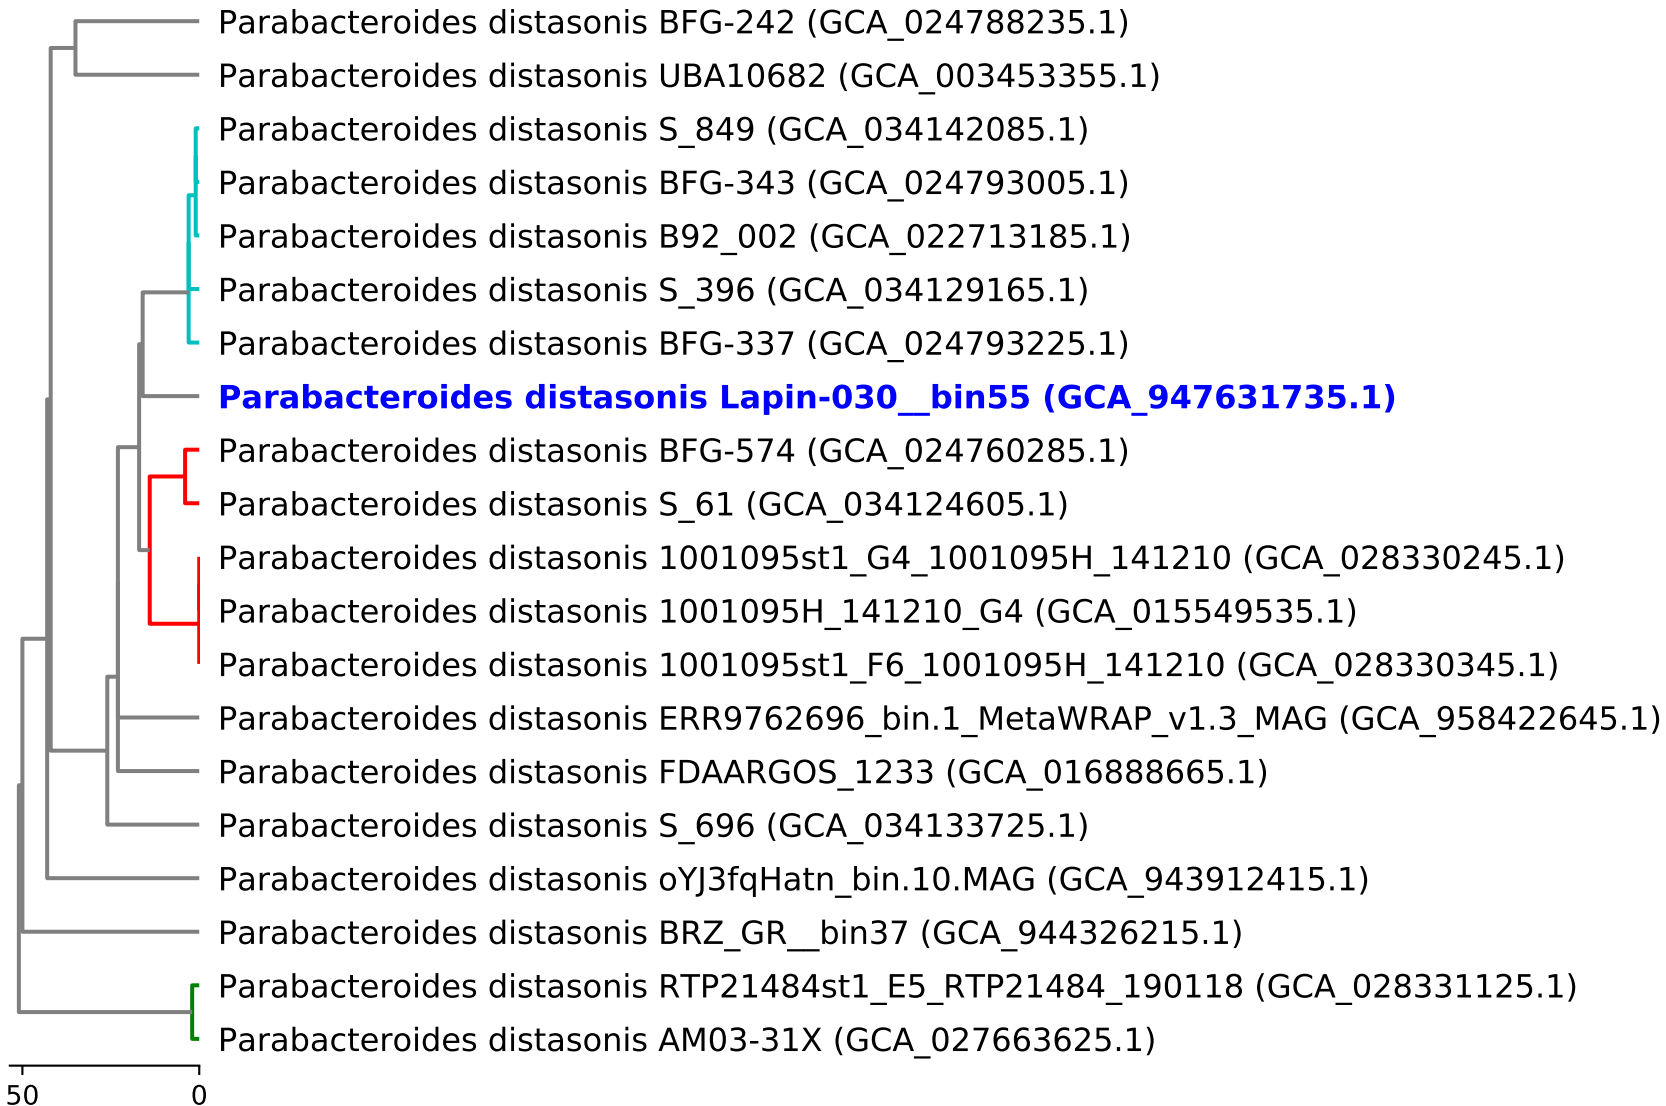 Parabacteroides distasonis BFG-242 (GCA_024788235.1)
Parabacteroides distasonis UBA10682 (GCA_003453355.1)
Parabacteroides distasonis S_849 (GCA_034142085.1)
Parabacteroides distasonis BFG-343 (GCA_024793005.1)
Parabacteroides distasonis B92_002 (GCA_022713185.1)
Parabacteroides distasonis S_396 (GCA_034129165.1)
Parabacteroides distasonis BFG-337 (GCA_024793225.1)
Parabacteroides distasonis Lapin-030__bin55 (GCA_947631735.1)
Parabacteroides distasonis BFG-574 (GCA_024760285.1)
Parabacteroides distasonis S_61 (GCA_034124605.1)
Parabacteroides distasonis 1001095st1_G4_1001095H_141210 (GCA_028330245.1)
Parabacteroides distasonis 1001095H_141210_G4 (GCA_015549535.1)
Parabacteroides distasonis 1001095st1_F6_1001095H_141210 (GCA_028330345.1)
Parabacteroides distasonis ERR9762696_bin.1_MetaWRAP_v1.3_MAG (GCA_958422645.1)
Parabacteroides distasonis FDAARGOS_1233 (GCA_016888665.1)
Parabacteroides distasonis S_696 (GCA_034133725.1)
Parabacteroides distasonis oYJ3fqHatn_bin.10.MAG (GCA_943912415.1)
Parabacteroides distasonis BRZ_GR__bin37 (GCA_944326215.1)
Parabacteroides distasonis RTP21484st1_E5_RTP21484_190118 (GCA_028331125.1)
Parabacteroides distasonis AM03-31X (GCA_027663625.1)
50 0